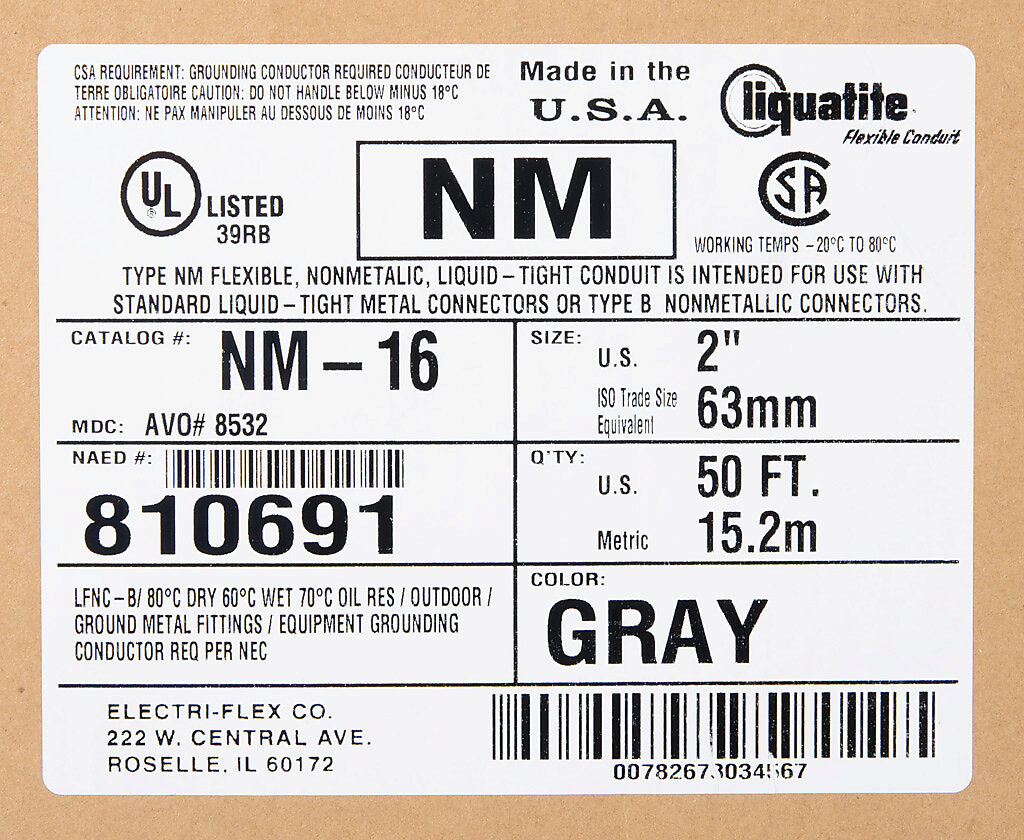 CSA REQUIREMENT: GROUNDING CONDUCTOR REQUIRED CONDUCTEUR DE
TERRE OBLIGATOIRE CAUTION: DO NOT HANDLE BELOW MINUS 18°C
ATTENTION: NE PAX MANIPULER AU DESSOUS DE MOINS 18°C
Made in the
U.S.A.
liquatite
Flexible Conduit
UL
®
LISTED
39RB
NM
CSA
WORKING TEMPS -20°C TO 80°C
TYPE NM FLEXIBLE, NONMETALIC, LIQUID-TIGHT CONDUIT IS INTENDED FOR USE WITH
STANDARD LIQUID-TIGHT METAL CONNECTORS OR TYPE B NONMETALLIC CONNECTORS.
CATALOG #: NM-16
MDC: AVO# 8532
SIZE:
U.S. 2"
ISO Trade Size
Equivalent 63mm
NAED #:
810691
Q'TY:
U.S. 50 FT.
Metric 15.2m
LFNC-B/ 80°C DRY 60°C WET 70°C OIL RES / OUTDOOR /
GROUND METAL FITTINGS / EQUIPMENT GROUNDING
CONDUCTOR REQ PER NEC
COLOR:
GRAY
ELECTRI-FLEX CO.
222 W. CENTRAL AVE.
ROSELLE, IL 60172